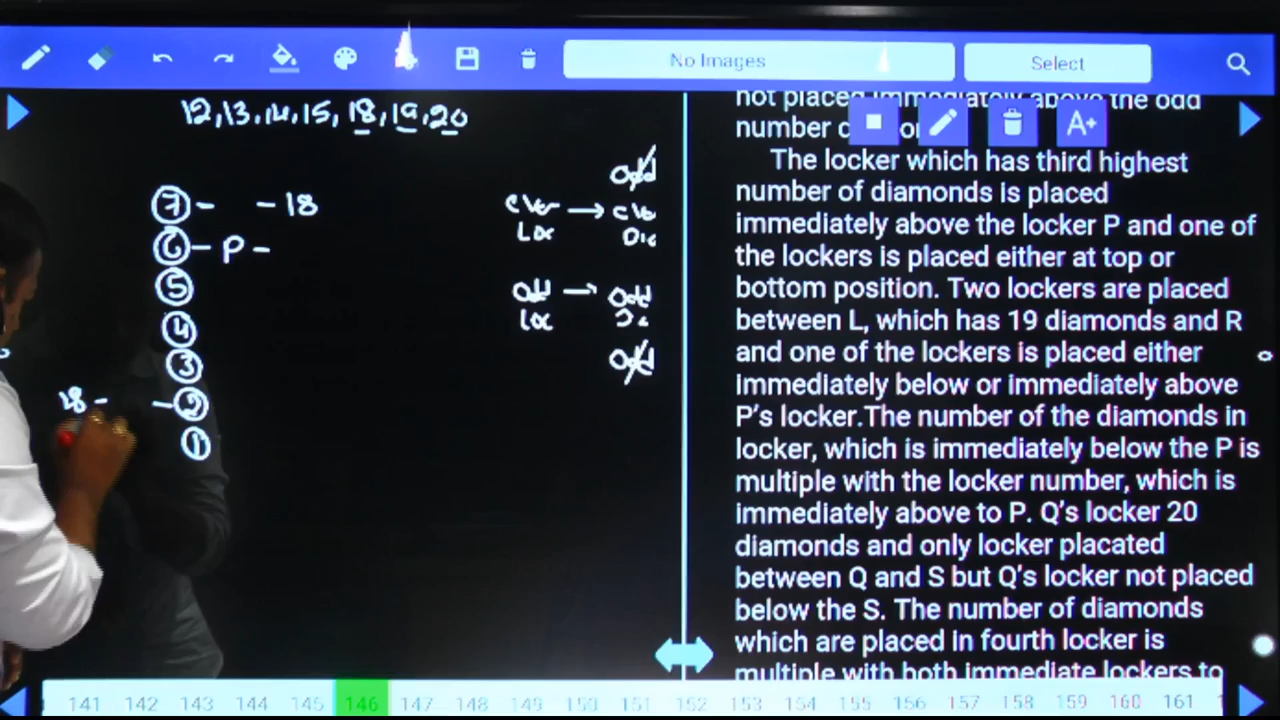 No Images
Select
12,13,14,15,18,19,20
7 - - 18
6 - P -
5
4
3
18 - - 2
1
Odd
Loc
Odd
Odd
Odd
not placed immediately above the odd
number
A+
The locker which has third highest
number of diamonds is placed
immediately above the locker P and one of
the lockers is placed either at top or
bottom position. Two lockers are placed
between L, which has 19 diamonds and R
and one of the lockers is placed either
immediately below or immediately above
P's locker.The number of the diamonds in
locker, which is immediately below the P is
multiple with the locker number, which is
immediately above to P. Q's locker 20
diamonds and only locker placated
between Q and S but Q's locker not placed
below the S. The number of diamonds
which are placed in fourth locker is
multiple with both immediate lockers to
141 142 143 144 145 146 147 148 149 150 151 152 153 154 155 156 157 158 159 160 161